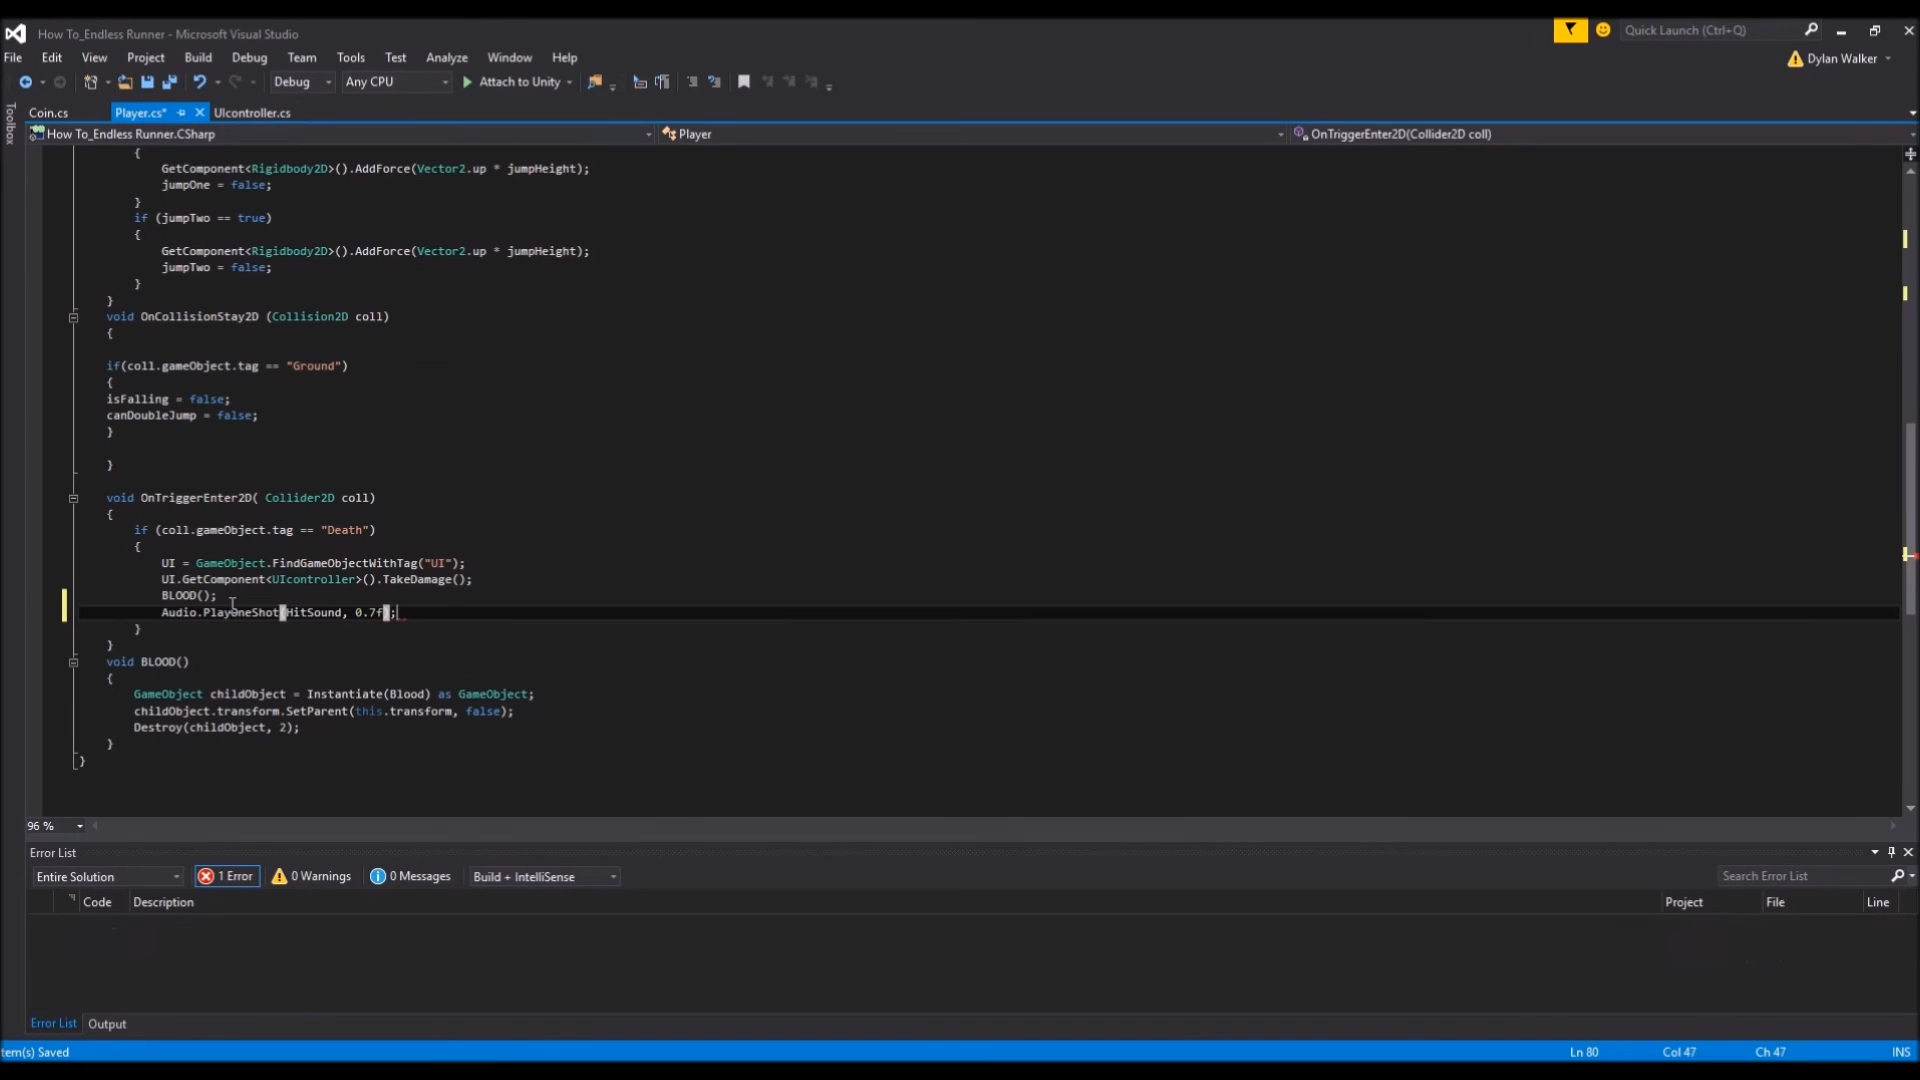 How To_Endless Runner - Microsoft Visual Studio
Quick Launch (Ctrl+Q)
File Edit View Project Build Debug Team Tools Test Analyze Window Help
Dylan Walker
Debug Any CPU Attach to Unity
Toolbox
Coin.cs Player.cs* UIcontroller.cs
How To_Endless Runner.CSharp Player OnTriggerEnter2D(Collider2D coll)
{
GetComponent<Rigidbody2D>().AddForce(Vector2.up * jumpHeight);
jumpOne = false;
}
if (jumpTwo == true)
{
GetComponent<Rigidbody2D>().AddForce(Vector2.up * jumpHeight);
jumpTwo = false;
}
}
void OnCollisionStay2D (Collision2D coll)
{
if(coll.gameObject.tag == "Ground")
{
isFalling = false;
canDoubleJump = false;
}
}
void OnTriggerEnter2D( Collider2D coll)
{
if (coll.gameObject.tag == "Death")
{
UI = GameObject.FindGameObjectWithTag("UI");
UI.GetComponent<UIcontroller>().TakeDamage();
BLOOD();
Audio.PlayOneShot(HitSound, 0.7f);
}
}
void BLOOD()
{
GameObject childObject = Instantiate(Blood) as GameObject;
childObject.transform.SetParent(this.transform, false);
Destroy(childObject, 2);
}
}
96 %
Error List
Entire Solution 1 Error 0 Warnings 0 Messages Build + IntelliSense Search Error List
Code Description Project File Line
Error List Output
tem(s) Saved Ln 80 Col 47 Ch 47 INS